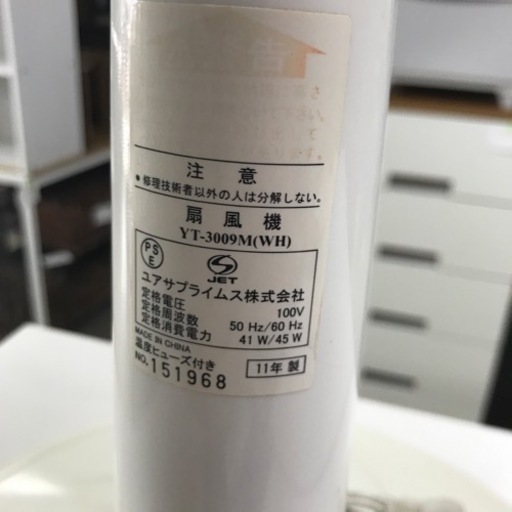 注意
●修理技術者以外の人は分解しない。
扇風機
YT-3009M(WH)
PSE
JET
ユアサプライムス株式会社
定格電圧 100V
定格周波数 50 Hz/60 Hz
定格消費電力 41 W/45 W
MADE IN CHINA
温度ヒューズ付き
NO.151968
11年製